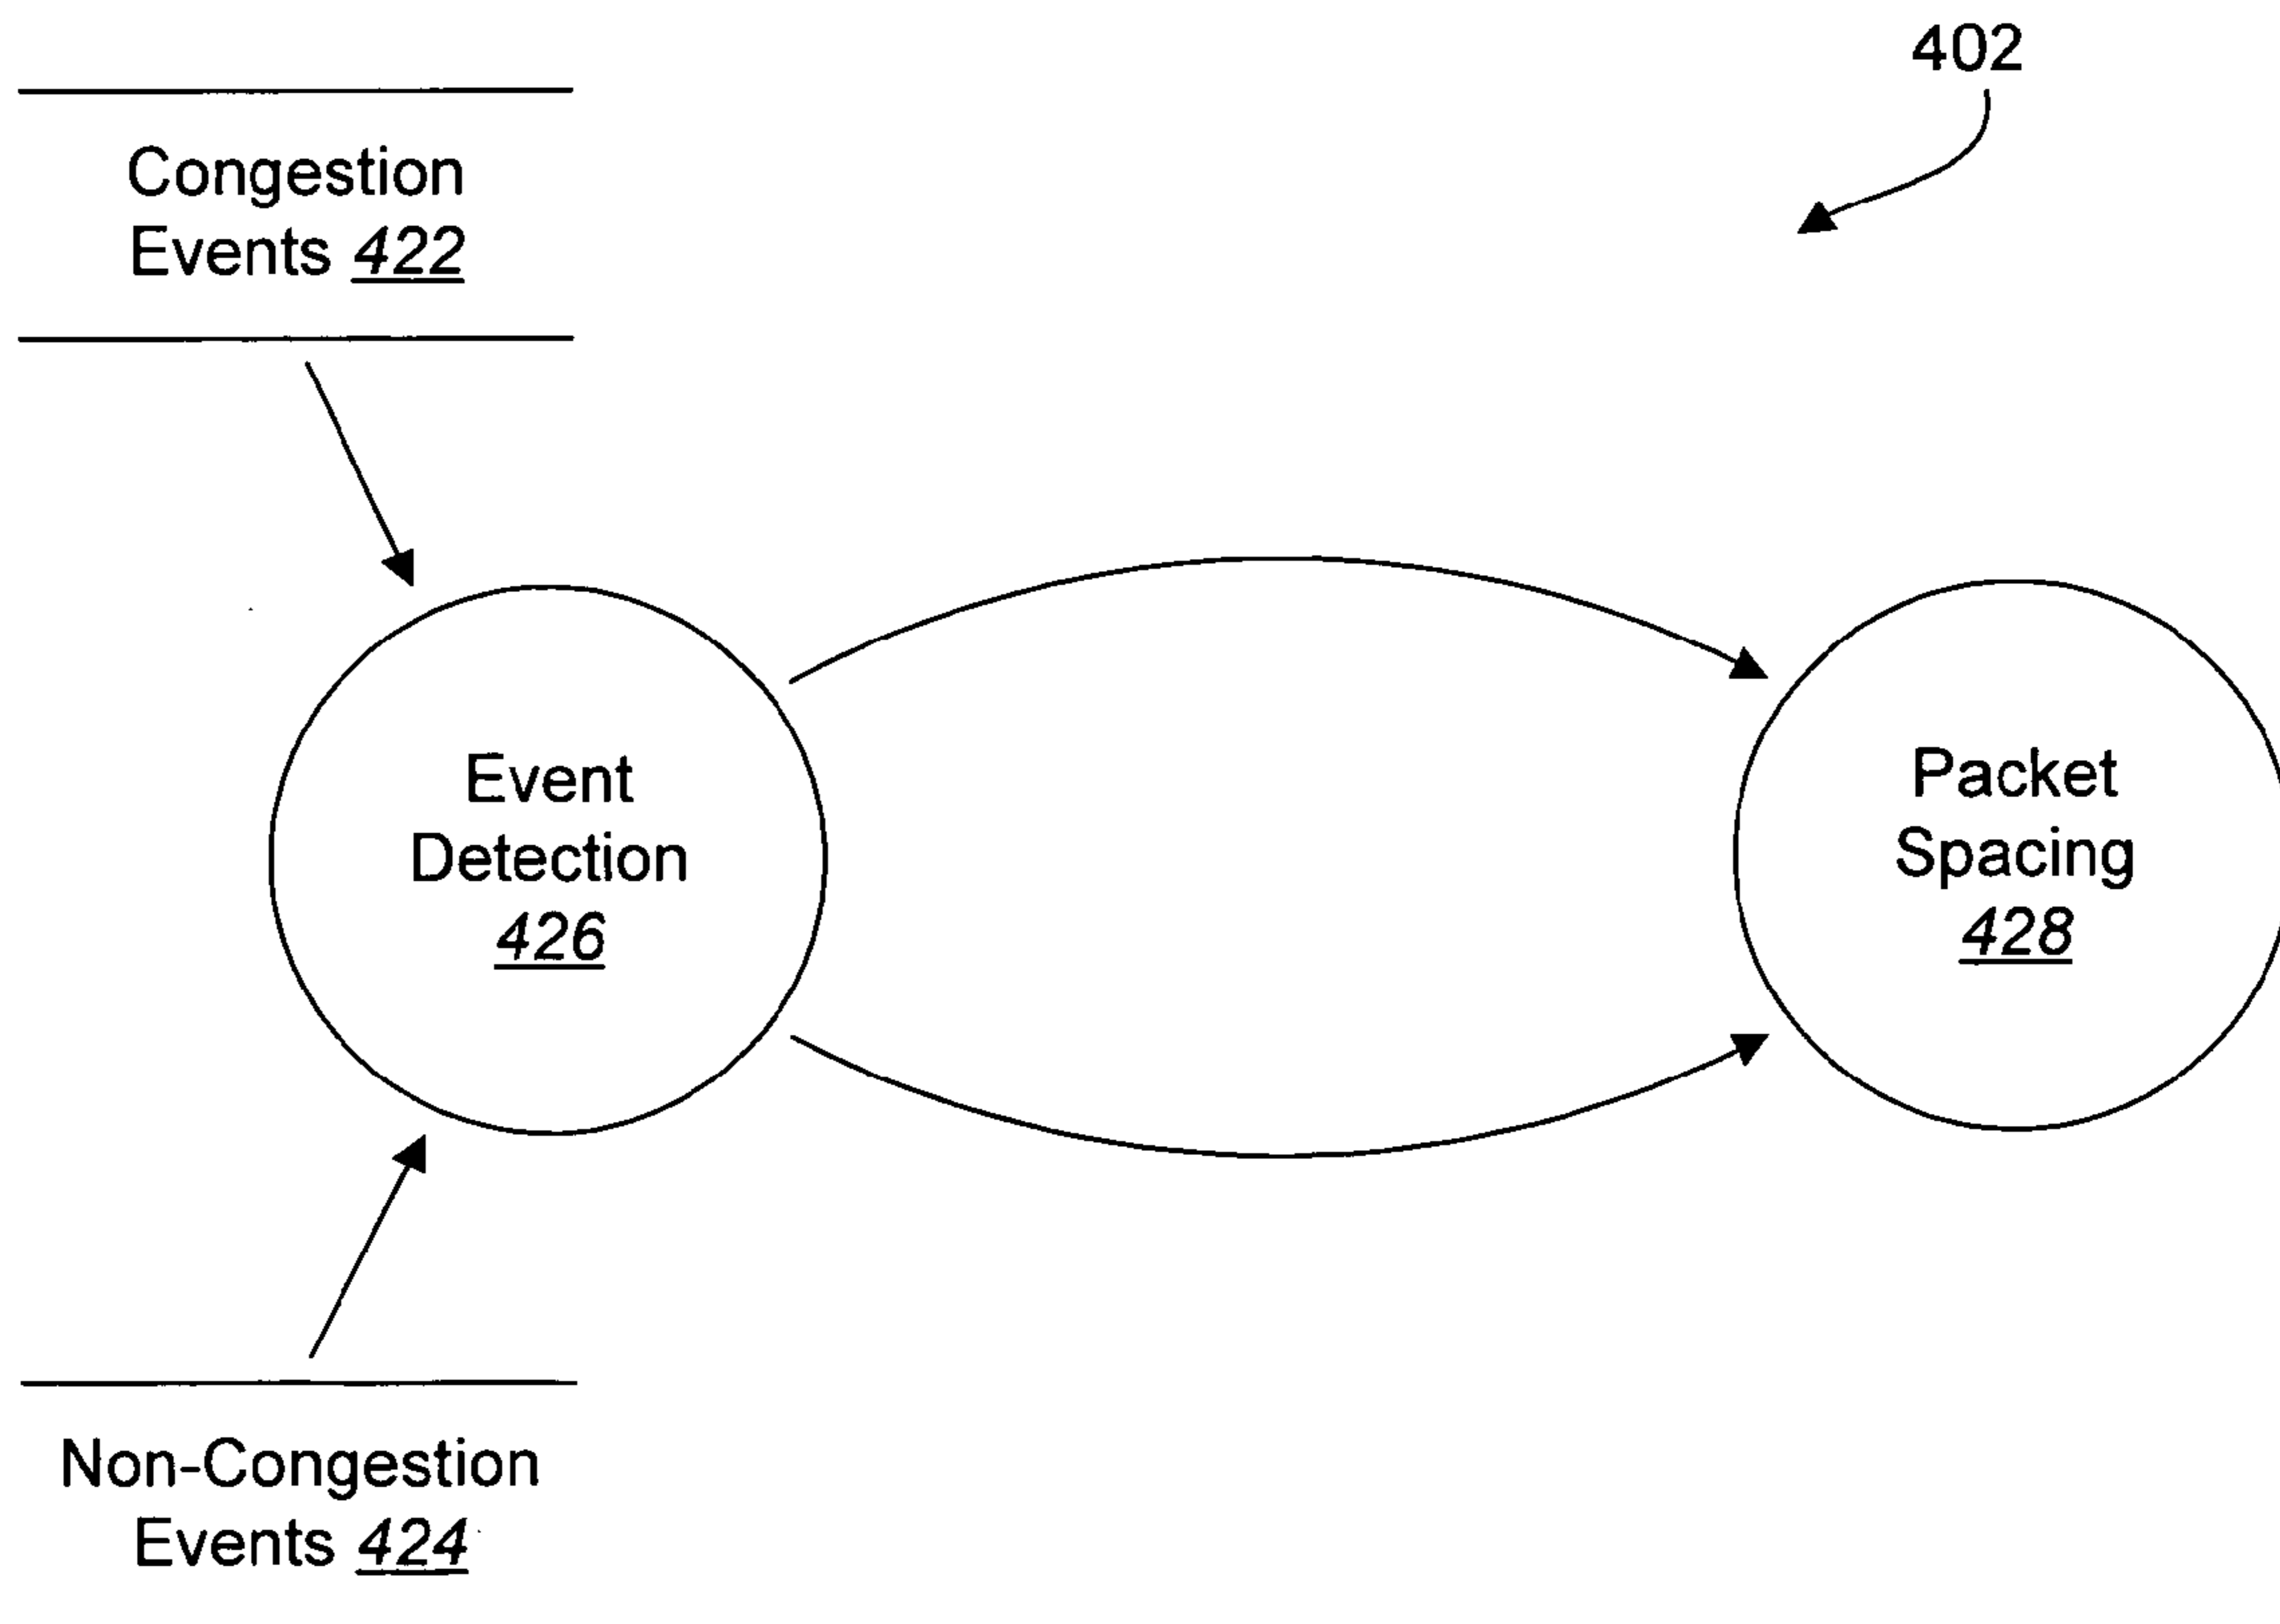 402
Congestion
Events 422
Event
Detection
426
Packet
Spacing
428
Non-Congestion
Events 424